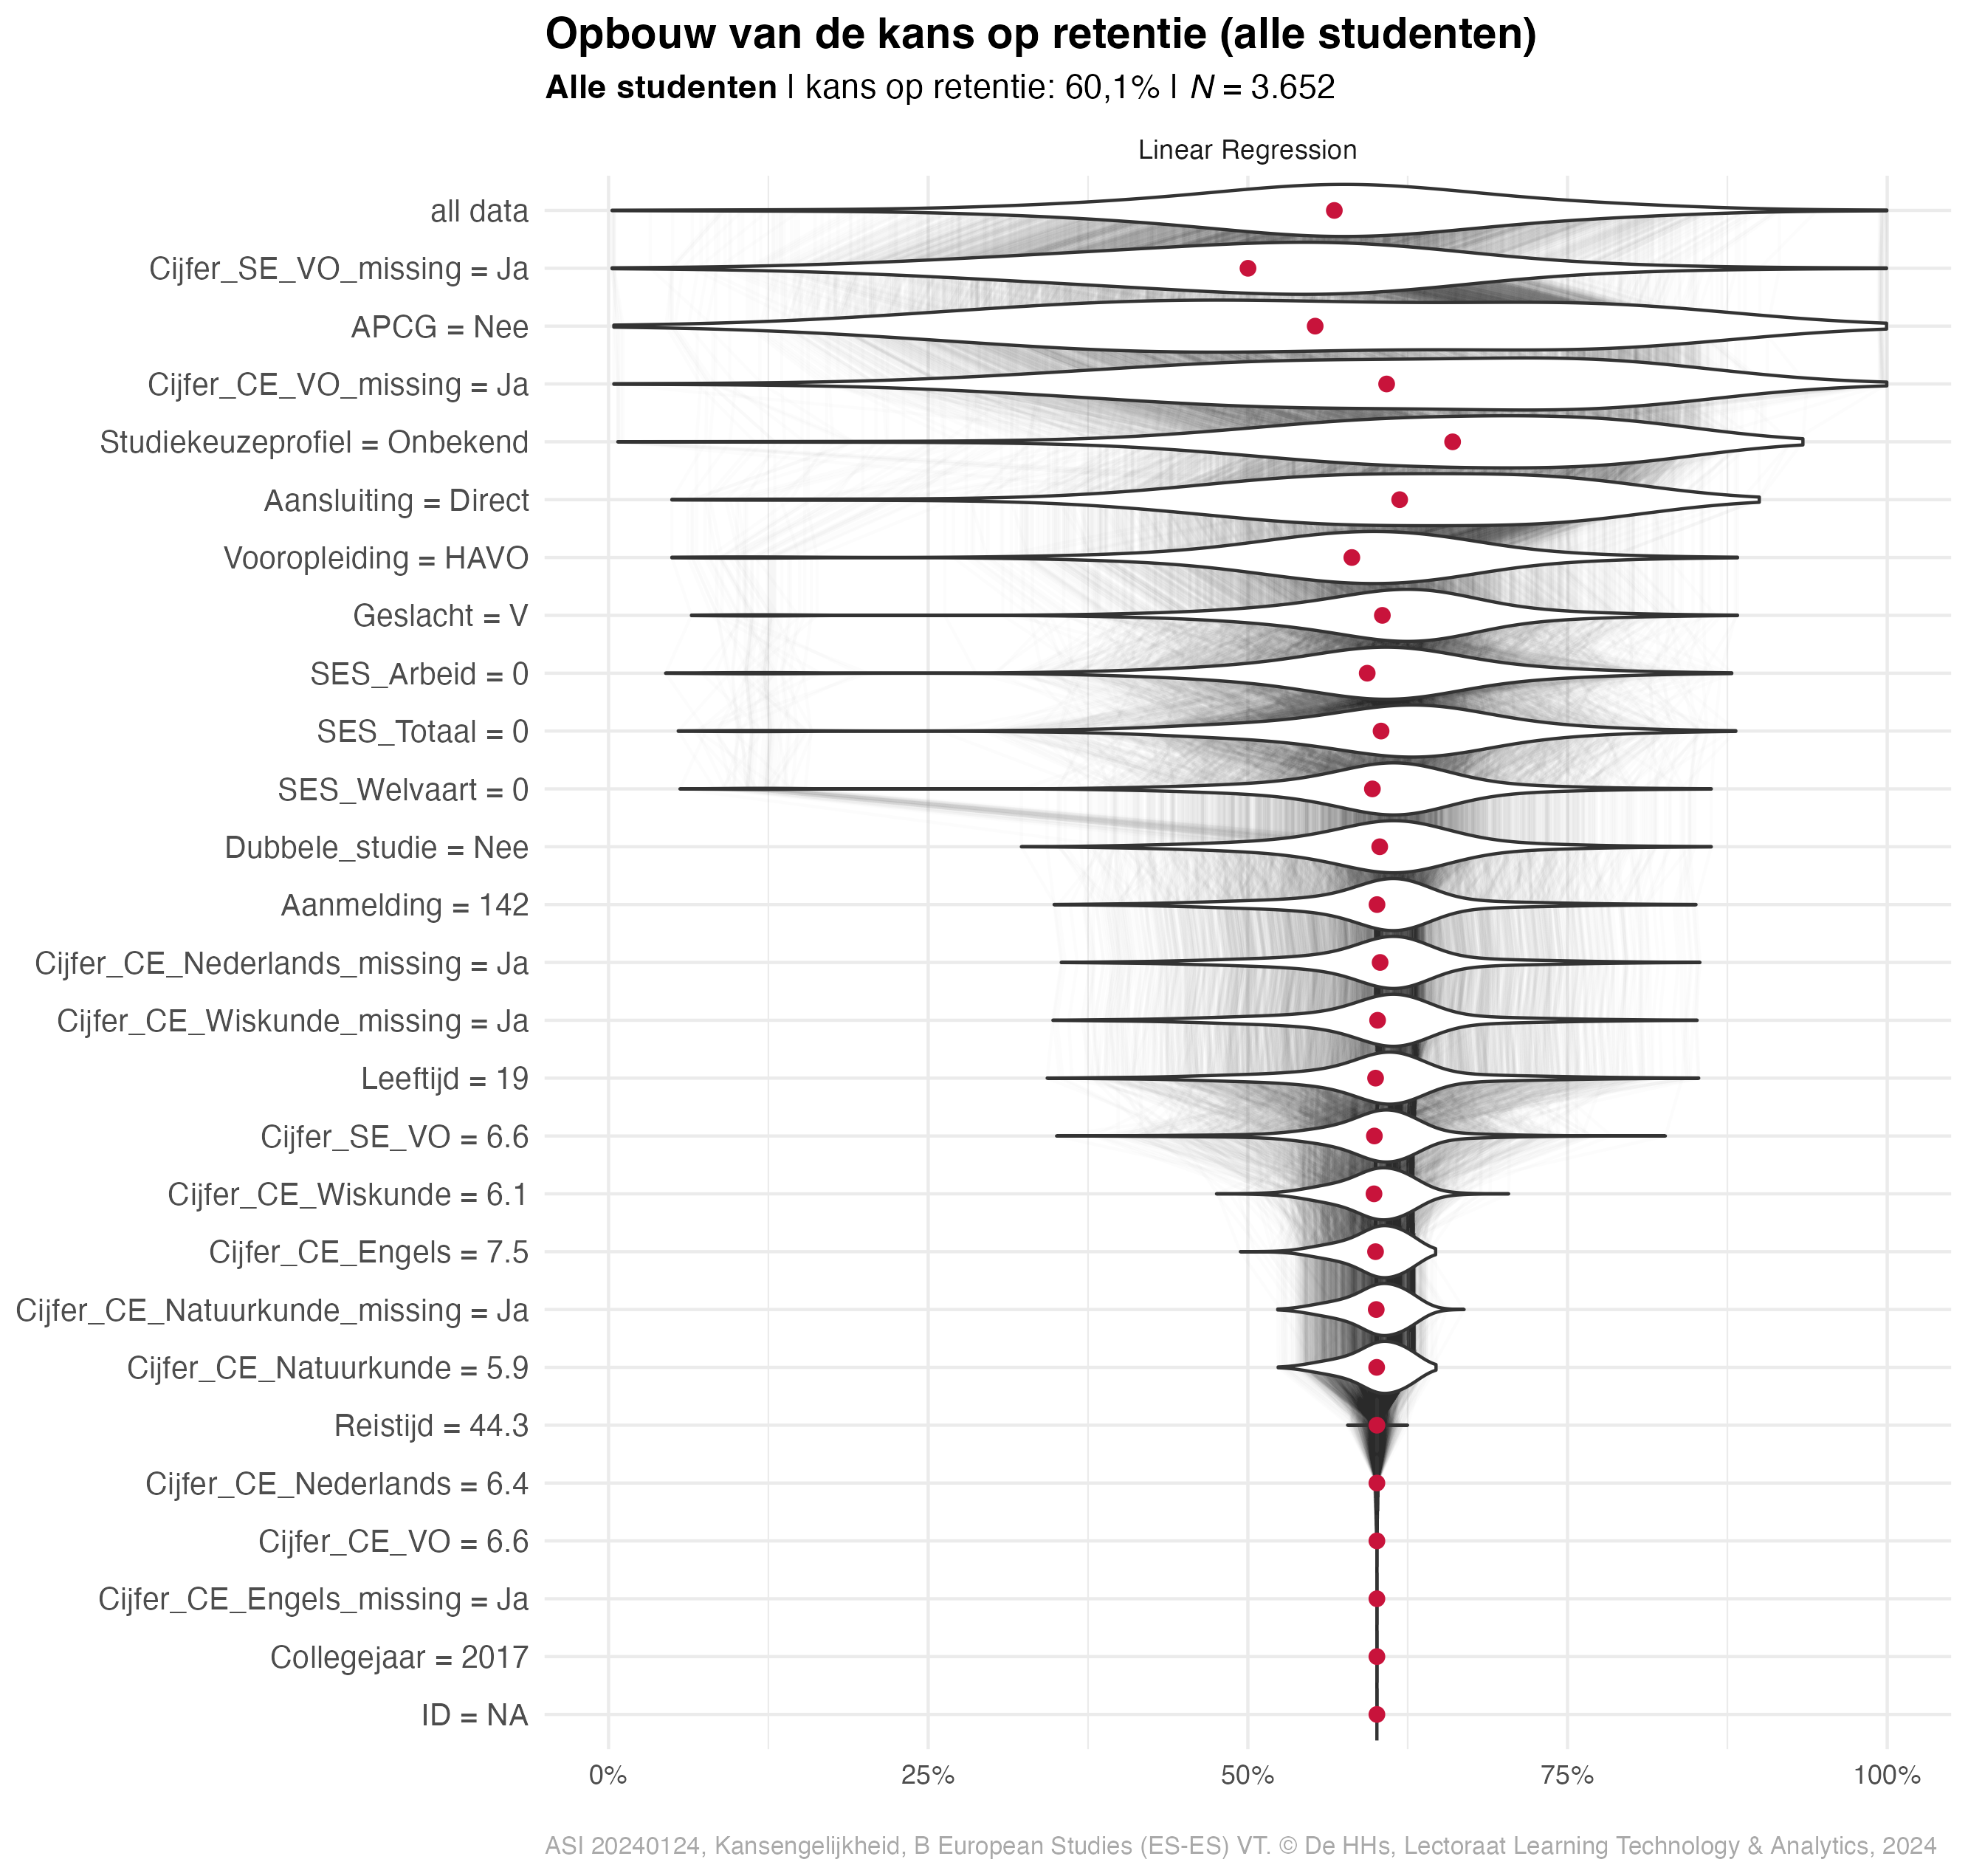 Opbouw van de kans op retentie (alle studenten)
Alle studenten | kans op retentie: 60,1% | N = 3.652
Linear Regression
all data
Cijfer_SE_VO_missing = Ja
APCG = Nee
Cijfer_CE_VO_missing = Ja
Studiekeuzeprofiel = Onbekend
Aansluiting = Direct
Vooropleiding = HAVO
Geslacht = V
SES_Arbeid = 0
SES_Totaal = 0
SES_Welvaart = 0
Dubbele_studie = Nee
Aanmelding = 142
Cijfer_CE_Nederlands_missing = Ja
Cijfer_CE_Wiskunde_missing = Ja
Leeftijd = 19
Cijfer_SE_VO = 6.6
Cijfer_CE_Wiskunde = 6.1
Cijfer_CE_Engels = 7.5
Cijfer_CE_Natuurkunde_missing = Ja
Cijfer_CE_Natuurkunde = 5.9
Reistijd = 44.3
Cijfer_CE_Nederlands = 6.4
Cijfer_CE_VO = 6.6
Cijfer_CE_Engels_missing = Ja
Collegejaar = 2017
ID = NA
0% 25% 50% 75% 100%
ASI 20240124, Kansengelijkheid, B European Studies (ES-ES) VT. © De HHs, Lectoraat Learning Technology & Analytics, 2024